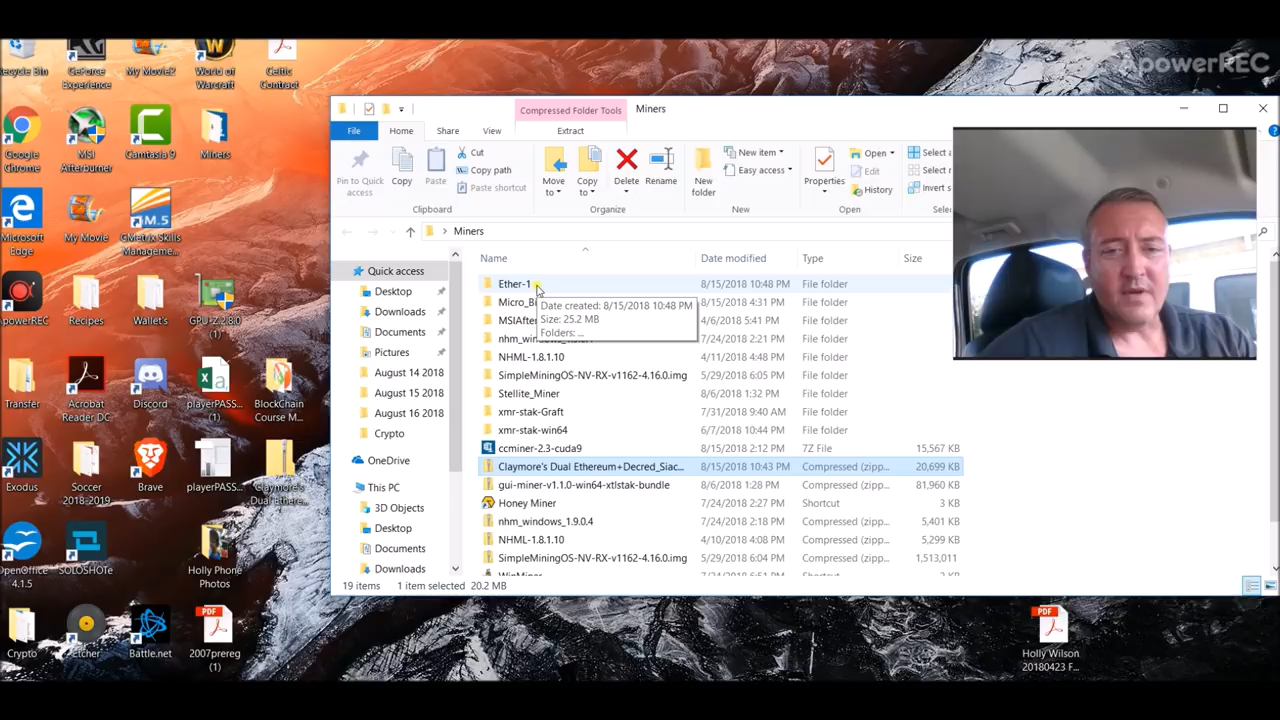 ApowerREC
Recycle Bin
GeForce
Experience
My Movie2
World of
Warcraft
Celtic
Contract
Google
Chrome
MSI
Afterburner
Camtasia 9
Miners
Microsoft
Edge
My Movie
CMetrix Skills
Manageme...
ApowerREC
Recipes
Wallet's
GPU-Z.2.8.0
(1)
Transfer
Acrobat
Reader DC
Discord
playerPASS...
(1)
BlockChain
Course M...
Exodus
Soccer
2018-2019
Brave
playerPASS...
Claymore's
Dual Ethere...
OpenOffice
4.1.5
SOLOSHOTe
Holly Phone
Photos
Crypto
Etcher
Battle.net
PDF
2007prereg
(1)
PDF
Holly Wilson
20180423 F...
Compressed Folder Tools
Miners
File
Home
Share
View
Extract
Pin to Quick
access
Copy
Paste
Cut
Copy path
Paste shortcut
Clipboard
Move
to
Copy
to
Delete
Rename
Organize
New
folder
New item
Easy access
New
Properties
Open
Edit
History
Open
Select a
Select n
Invert s
Sele
Miners
Name
Date modified
Type
Size
Quick access
Desktop
Downloads
Documents
Pictures
August 14 2018
August 15 2018
August 16 2018
Crypto
OneDrive
This PC
3D Objects
Desktop
Documents
Downloads
Ether-1 8/15/2018 10:48 PM File folder
Micro_Bi 8/15/2018 4:31 PM File folder
MSIAfter 4/6/2018 5:41 PM File folder
7/24/2018 2:21 PM File folder
NHML-1.8.1.10 4/11/2018 4:48 PM File folder
SimpleMiningOS-NV-RX-v1162-4.16.0.img 5/29/2018 6:05 PM File folder
Stellite_Miner 8/6/2018 1:32 PM File folder
xmr-stak-Graft 7/31/2018 9:40 AM File folder
xmr-stak-win64 6/7/2018 10:44 PM File folder
ccminer-2.3-cuda9 8/15/2018 2:12 PM 7Z File 15,567 KB
Claymore's Dual Ethereum+Decred_Siac... 8/15/2018 10:43 PM Compressed (zipp... 20,699 KB
gui-miner-v1.1.0-win64-xtlstak-bundle 8/6/2018 1:28 PM Compressed (zipp... 81,960 KB
Honey Miner 7/24/2018 2:23 PM Shortcut 3 KB
nhm_windows_1.9.0.4 7/24/2018 2:18 PM Compressed (zipp... 5,401 KB
NHML-1.8.1.10 4/10/2018 4:08 PM Compressed (zipp... 5,299 KB
SimpleMiningOS-NV-RX-v1162-4.16.0.img 5/29/2018 6:04 PM Compressed (zipp... 1,513,011
WinMiner 7/24/2018 6:51 PM Shortcut 2 KB
Date created: 8/15/2018 10:48 PM
Size: 25.2 MB
Folders: ...
19 items 1 item selected 20.2 MB